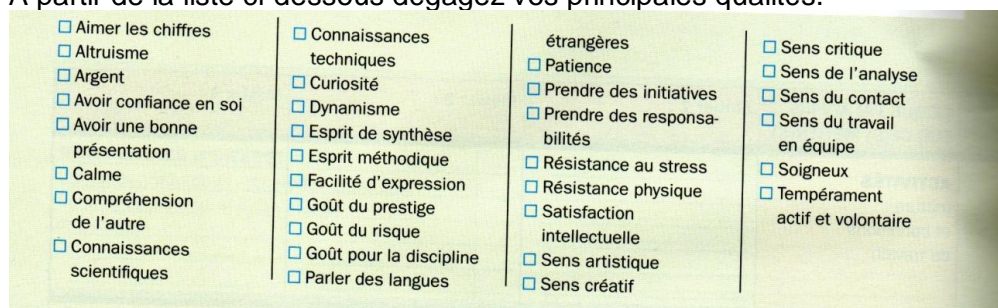 A partir de la liste ci-dessous dégagez vos principales qualités.
☐ Aimer les chiffres
☐ Altruisme
☐ Argent
☐ Avoir confiance en soi
☐ Avoir une bonne
présentation
☐ Calme
☐ Compréhension
de l'autre
☐ Connaissances
scientifiques
☐ Connaissances
techniques
☐ Curiosité
☐ Dynamisme
☐ Esprit de synthèse
☐ Esprit méthodique
☐ Facilité d'expression
☐ Goût du prestige
☐ Goût du risque
☐ Goût pour la discipline
☐ Parler des langues
étrangères
☐ Patience
☐ Prendre des initiatives
☐ Prendre des responsa-
bilités
☐ Résistance au stress
☐ Résistance physique
☐ Satisfaction
intellectuelle
☐ Sens artistique
☐ Sens créatif
☐ Sens critique
☐ Sens de l'analyse
☐ Sens du contact
☐ Sens du travail
en équipe
☐ Soigneux
☐ Tempérament
actif et volontaire